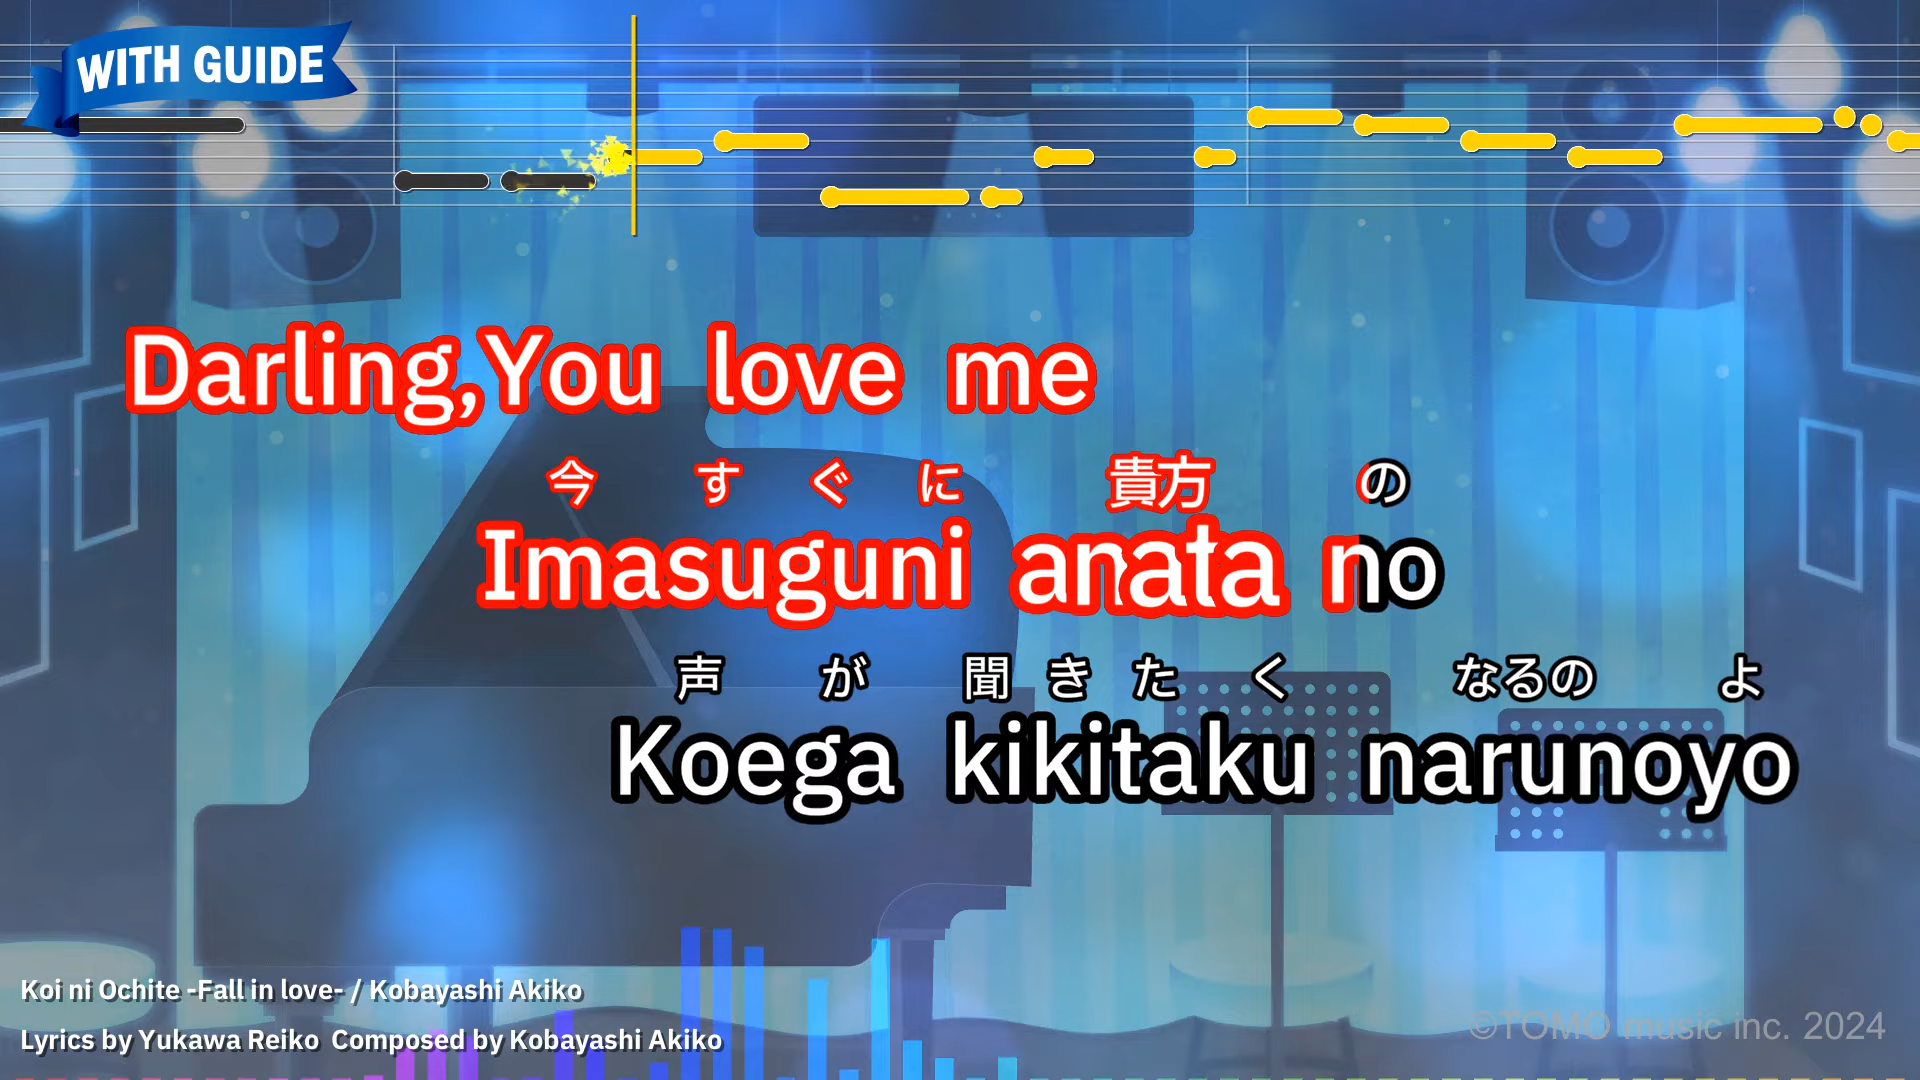 WITH GUIDE
Darling,You love me
今すぐに 貴方 の
Imasuguni anata no
声が 聞きたく なるのよ
Koega kikitaku narunoyo
Koi ni Ochite -Fall in love- / Kobayashi Akiko
Lyrics by Yukawa Reiko Composed by Kobayashi Akiko
©TOMO music inc. 2024